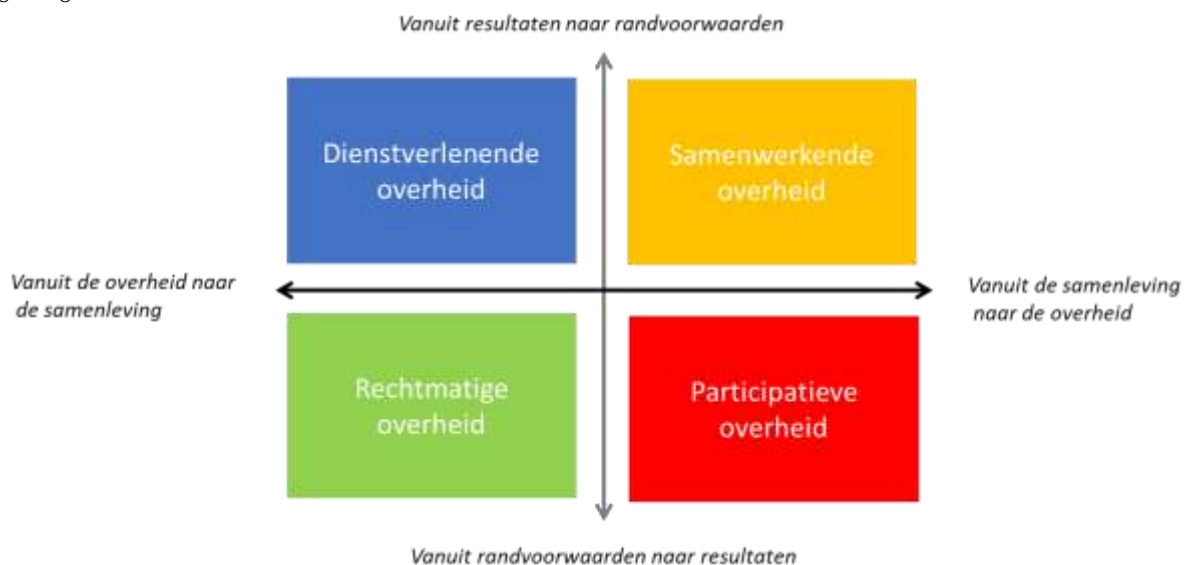 Vanuit resultaten naar randvoorwaarden
Dienstverlenende
overheid
Samenwerkende
overheid
Vanuit de overheid naar
de samenleving
Vanuit de samenleving
naar de overheid
Rechtmatige
overheid
Participatieve
overheid
Vanuit randvoorwaarden naar resultaten